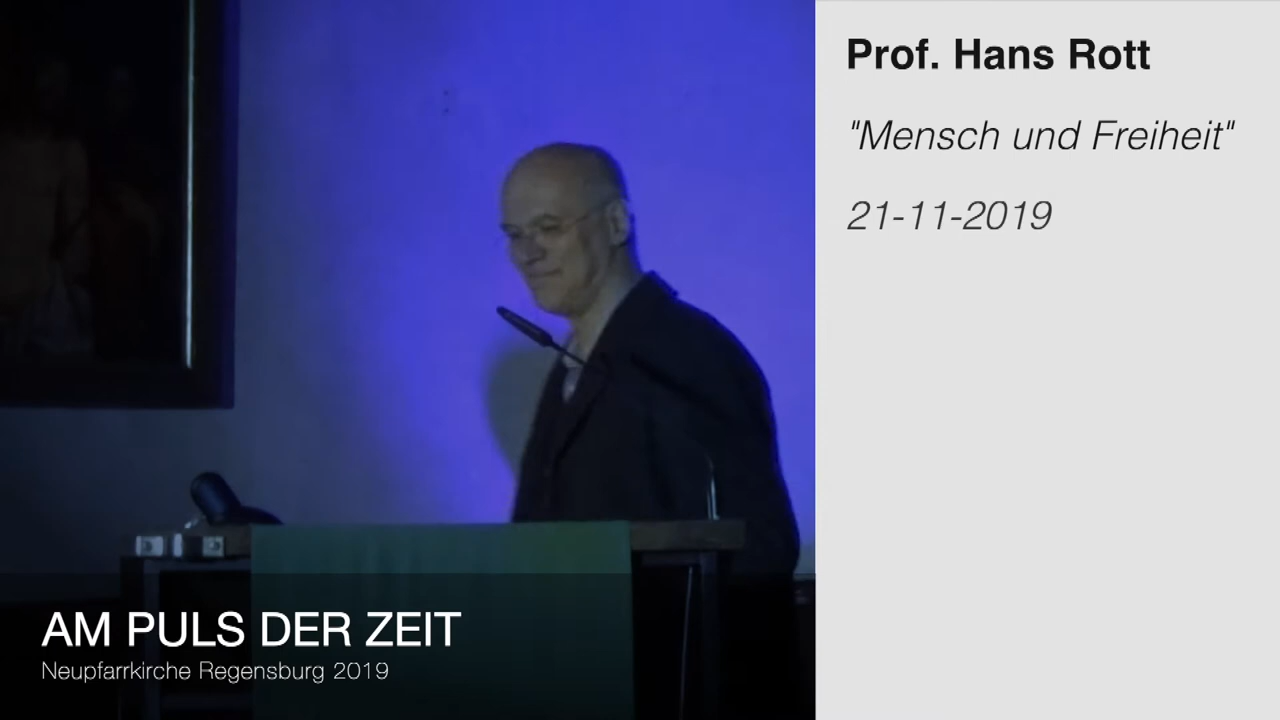 Prof. Hans Rott
"Mensch und Freiheit"
21-11-2019
AM PULS DER ZEIT
Neupfarrkirche Regensburg 2019